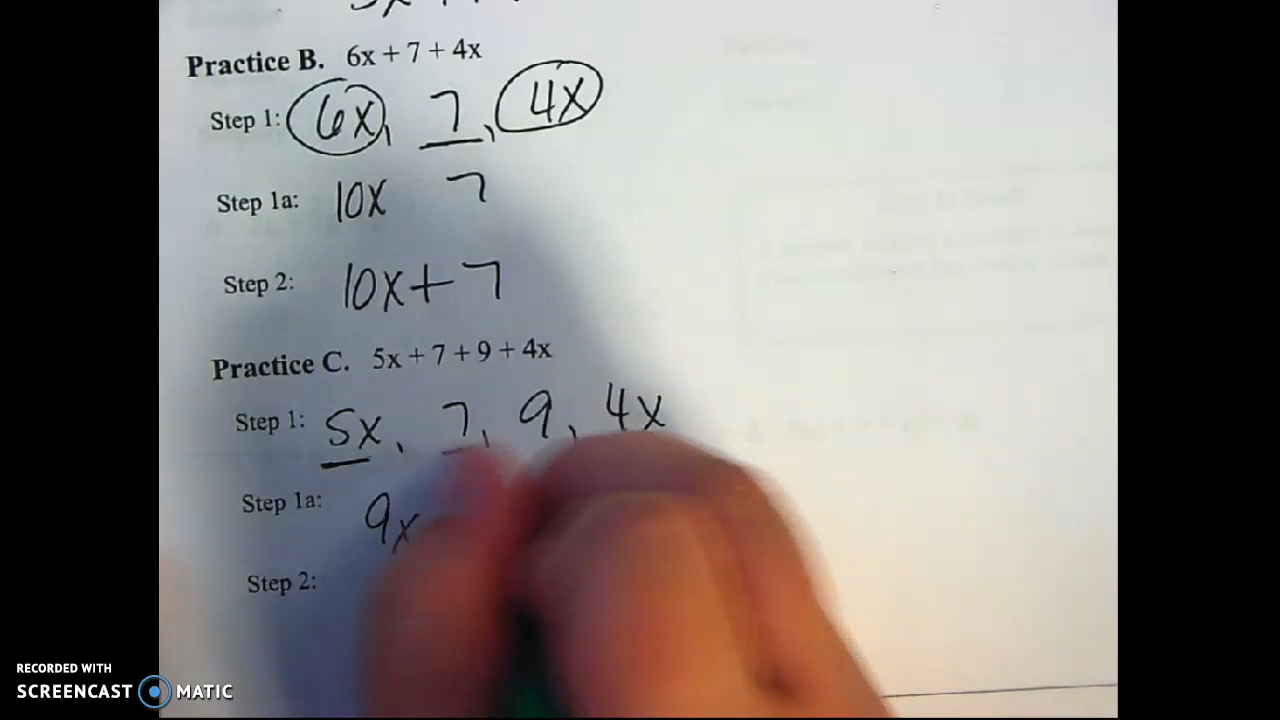 Practice B. 6x + 7 + 4x
Step 1: 6x, 7, 4x
Step 1a: 10x 7
Step 2: 10x + 7
Practice C. 5x + 7 + 9 + 4x
Step 1: 5x, 7, 9, 4x
Step 1a: 9x
Step 2:
RECORDED WITH
SCREENCAST MATIC